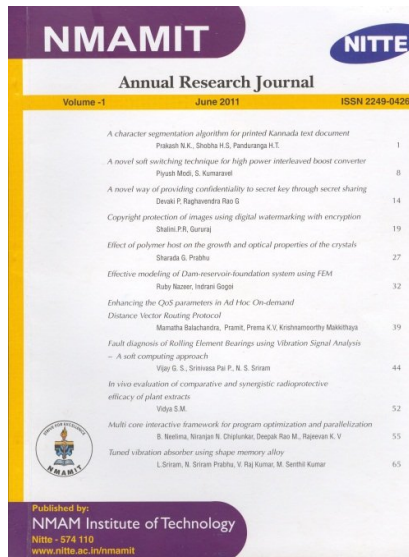 NMAMIT
NITTE
Annual Research Journal
Volume -1 June 2011 ISSN 2249-0426
A character segmentation algorithm for printed Kannada text document
Prakash N.K., Shobha H.S, Panduranga H.T. 1
A novel soft switching technique for high power interleaved boost converter
Piyush Modi, S. Kumaravel 8
A novel way of providing confidentiality to secret key through secret sharing
Devaki P, Raghavendra Rao G 14
Copyright protection of images using digital watermarking with encryption
Shalini.P.R, Gururaj 19
Effect of polymer host on the growth and optical properties of the crystals
Sharada G, Prabhu 27
Effective modeling of Dam-reservoir-foundation system using FEM
Ruby Nazeer, Indrani Gogoi 32
Enhancing the QoS parameters in Ad Hoc On-demand
Distance Vector Routing Protocol
Mamatha Balachandra, Pramit, Prema K.V, Krishnamoorthy Makkithaya 39
Fault diagnosis of Rolling Element Bearings using Vibration Signal Analysis
– A soft computing approach
Vijay G. S., Srinivasa Pai P., N. S. Sriram 44
In vivo evaluation of comparative and synergistic radioprotective
efficacy of plant extracts
Vidya S.M. 52
Multi core interactive framework for program optimization and parallelization
B. Neelima, Niranjan N. Chiplunkar, Deepak Rao M., Rajeevan K. V 55
Tuned vibration absorber using shape memory alloy
L.Sriram, N. Sriram Prabhu, V. Raj Kumar, M. Senthil Kumar 65
NMAMIT
Published by:
NMAM Institute of Technology
Nitte - 574 110
www.nitte.ac.in/nmamit